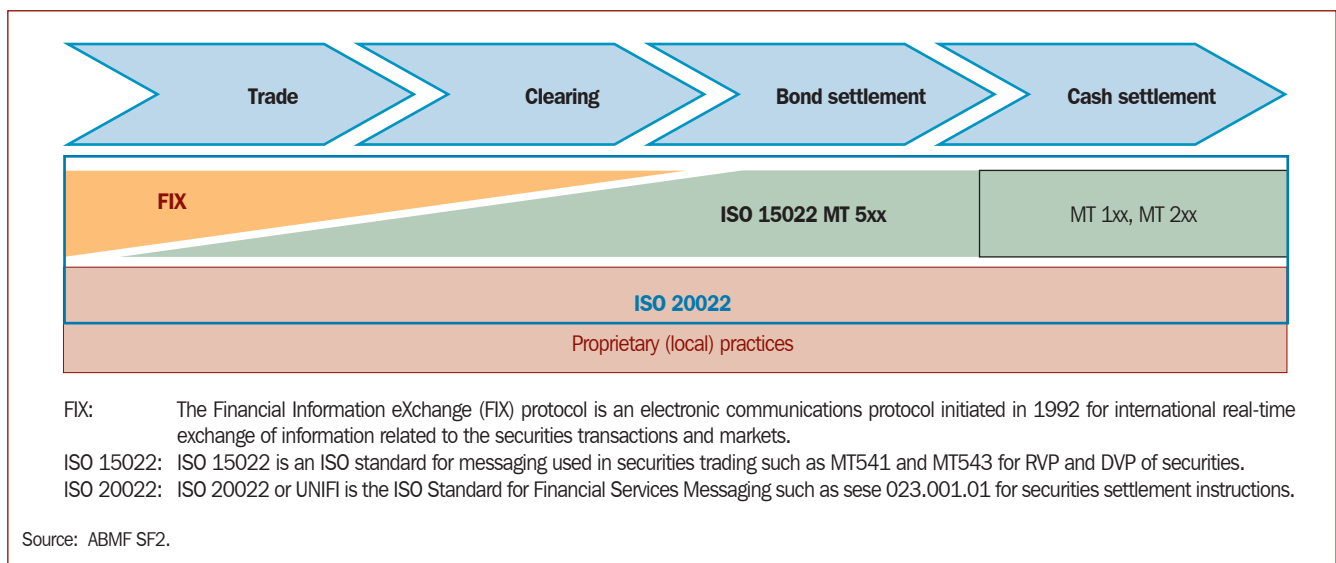 Trade
Clearing
Bond settlement
Cash settlement
FIX
ISO 15022 MT 5xx
MT 1xx, MT 2xx
ISO 20022
Proprietary (local) practices
FIX: The Financial Information eXchange (FIX) protocol is an electronic communications protocol initiated in 1992 for international real-time
exchange of information related to the securities transactions and markets.
ISO 15022: ISO 15022 is an ISO standard for messaging used in securities trading such as MT541 and MT543 for RVP and DVP of securities.
ISO 20022: ISO 20022 or UNIFI is the ISO Standard for Financial Services Messaging such as sese 023.001.01 for securities settlement instructions.
Source: ABMF SF2.